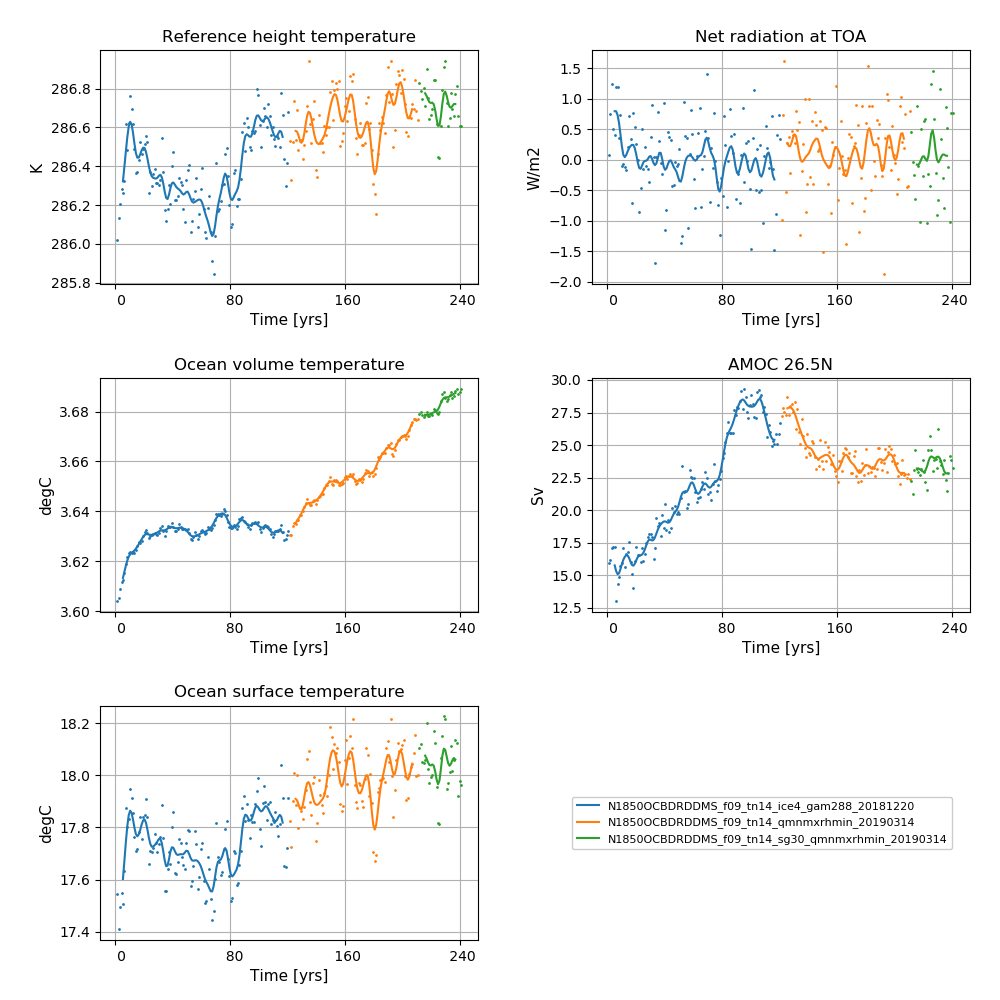 Reference height temperature
286.8
286.6
286.4
286.2
286.0
285.8
K
0 80 160 240
Time [yrs]
Net radiation at TOA
1.5
1.0
0.5
0.0
−0.5
−1.0
−1.5
−2.0
W/m2
0 80 160 240
Time [yrs]
Ocean volume temperature
3.68
3.66
3.64
3.62
3.60
degC
0 80 160 240
Time [yrs]
AMOC 26.5N
30.0
27.5
25.0
22.5
20.0
17.5
15.0
12.5
Sv
0 80 160 240
Time [yrs]
Ocean surface temperature
18.2
18.0
17.8
17.6
17.4
degC
0 80 160 240
Time [yrs]
N1850OCBDRDDMS_f09_tn14_ice4_gam288_20181220
N1850OCBDRDDMS_f09_tn14_qmnmxrhmin_20190314
N1850OCBDRDDMS_f09_tn14_sg30_qmnmxrhmin_20190314